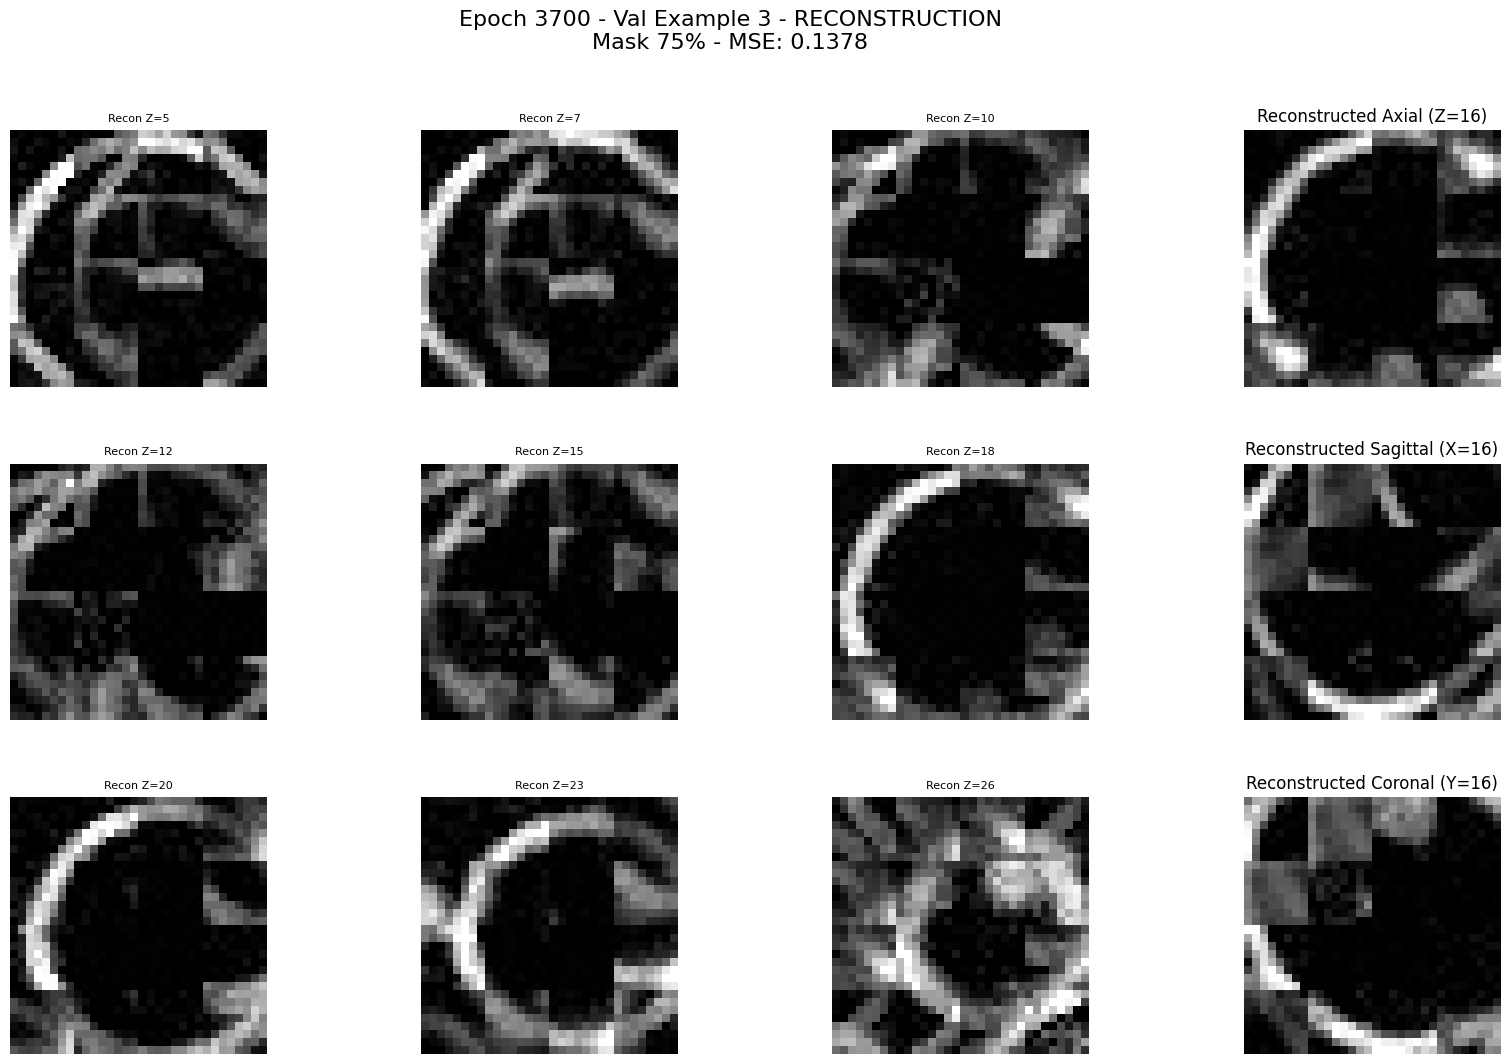 Epoch 3700 - Val Example 3 - RECONSTRUCTION
Mask 75% - MSE: 0.1378
Recon Z=5
Recon Z=7
Recon Z=10
Reconstructed Axial (Z=16)
Recon Z=12
Recon Z=15
Recon Z=18
Reconstructed Sagittal (X=16)
Recon Z=20
Recon Z=23
Recon Z=26
Reconstructed Coronal (Y=16)